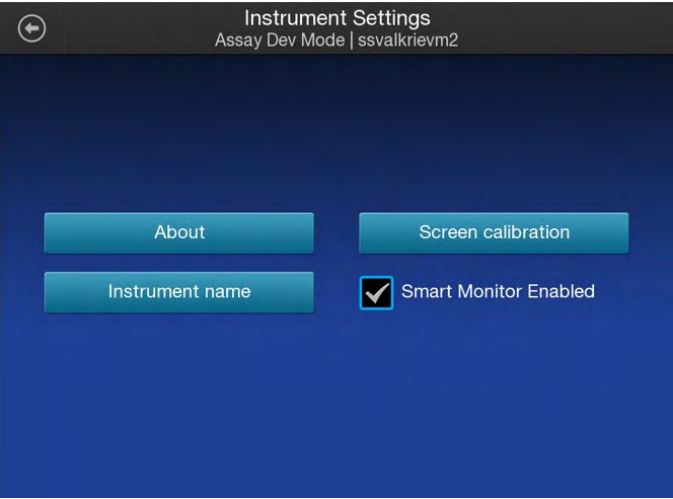 Instrument Settings
Assay Dev Mode | ssvalkrievm2
About
Screen calibration
Instrument name
Smart Monitor Enabled